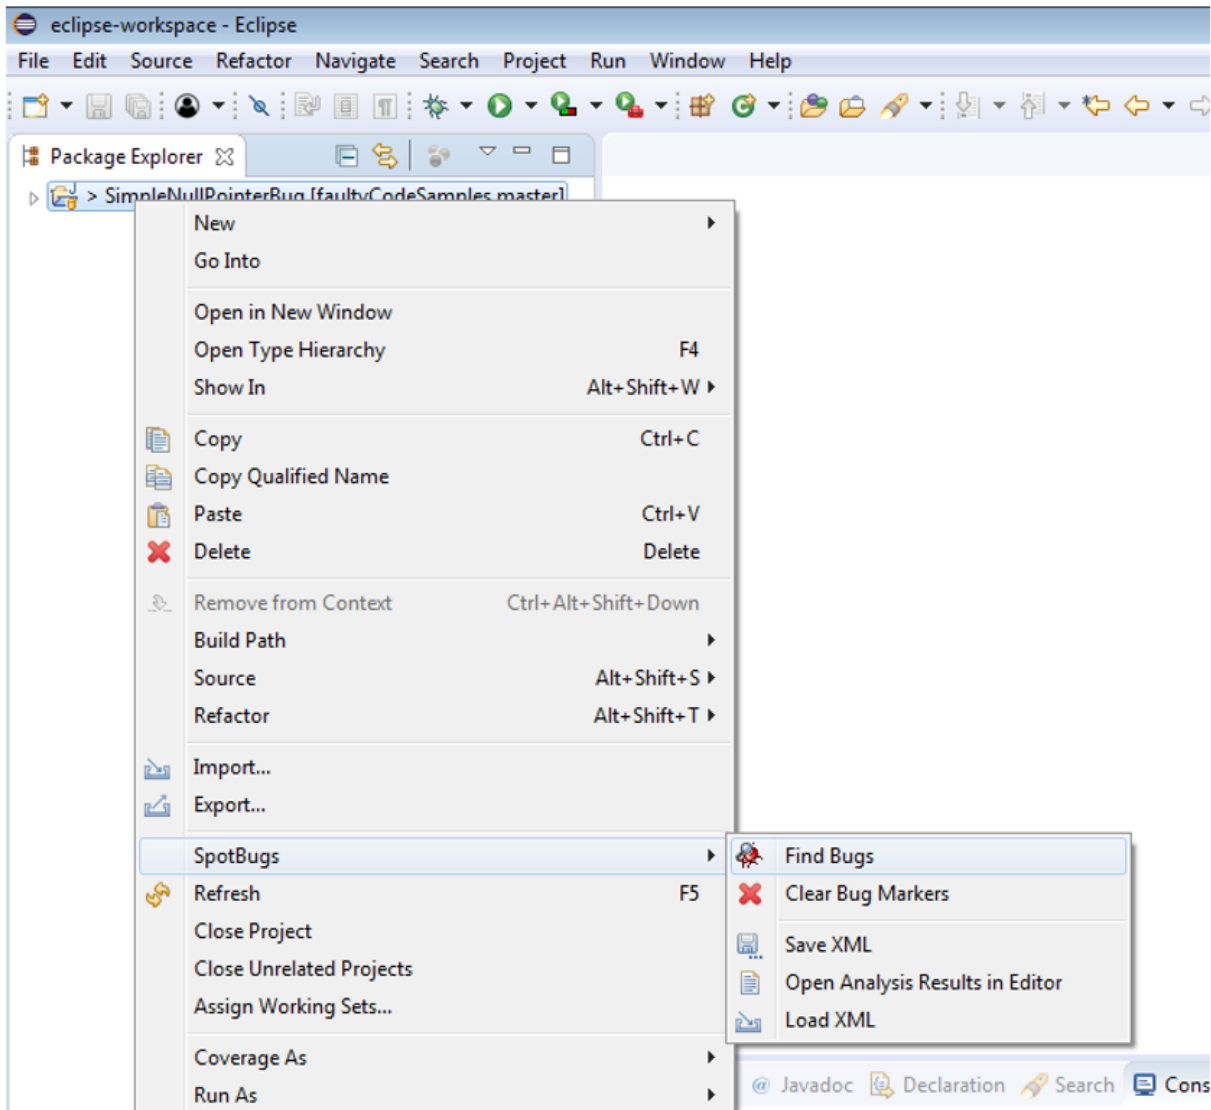 eclipse-workspace - Eclipse
File Edit Source Refactor Navigate Search Project Run Window Help
Package Explorer
> SimpleNullPointerBug [faultyCodeSamples master]
New
Go Into
Open in New Window
Open Type Hierarchy F4
Show In Alt+Shift+W
Copy Ctrl+C
Copy Qualified Name
Paste Ctrl+V
Delete Delete
Remove from Context Ctrl+Alt+Shift+Down
Build Path
Source Alt+Shift+S
Refactor Alt+Shift+T
Import...
Export...
SpotBugs
Refresh F5
Close Project
Close Unrelated Projects
Assign Working Sets...
Coverage As
Run As
Find Bugs
Clear Bug Markers
Save XML
Open Analysis Results in Editor
Load XML
@ Javadoc Declaration Search Cons